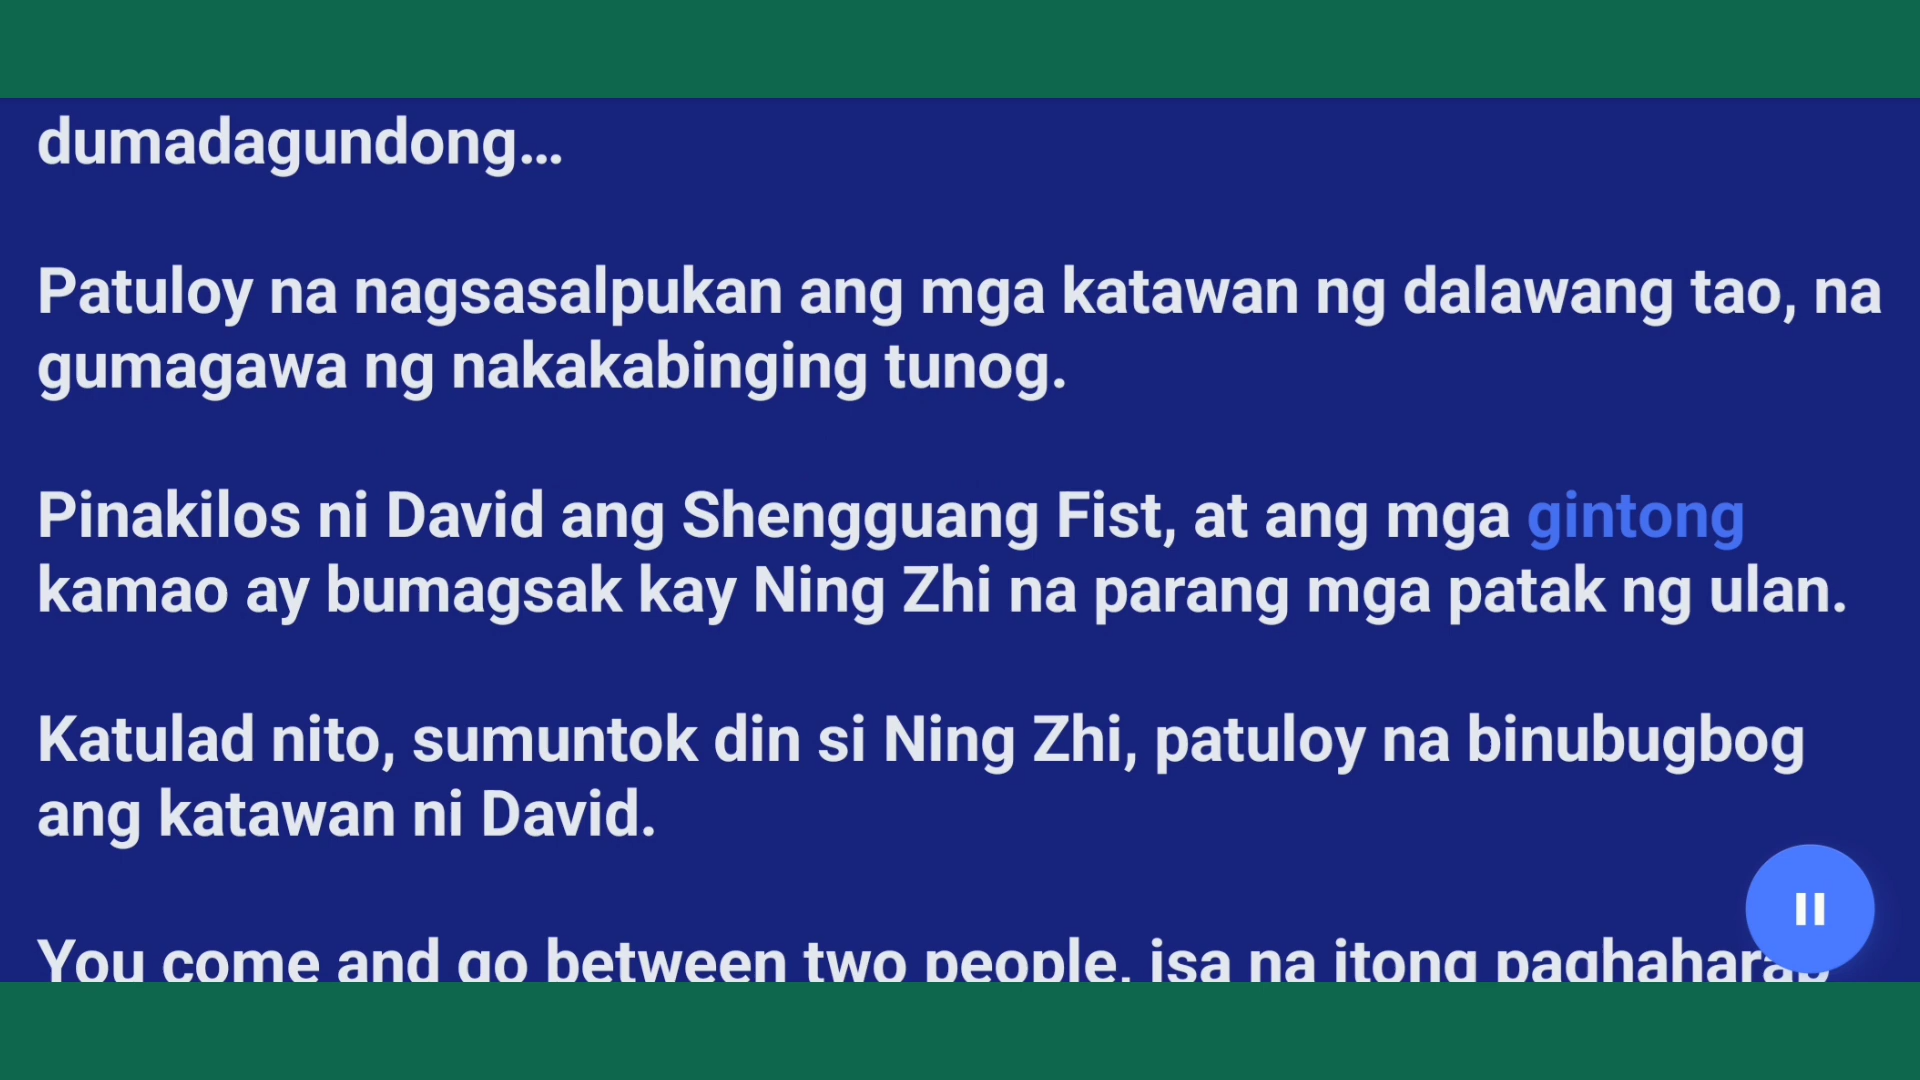 dumadagundong...
Patuloy na nagsasalpukan ang mga katawan ng dalawang tao, na
gumagawa ng nakakabinging tunog.
Pinakilos ni David ang Shengguang Fist, at ang mga gintong
kamao ay bumagsak kay Ning Zhi na parang mga patak ng ulan.
Katulad nito, sumuntok din si Ning Zhi, patuloy na binubugbog
ang katawan ni David.
You come and go between two people, isa na itong paghaharap